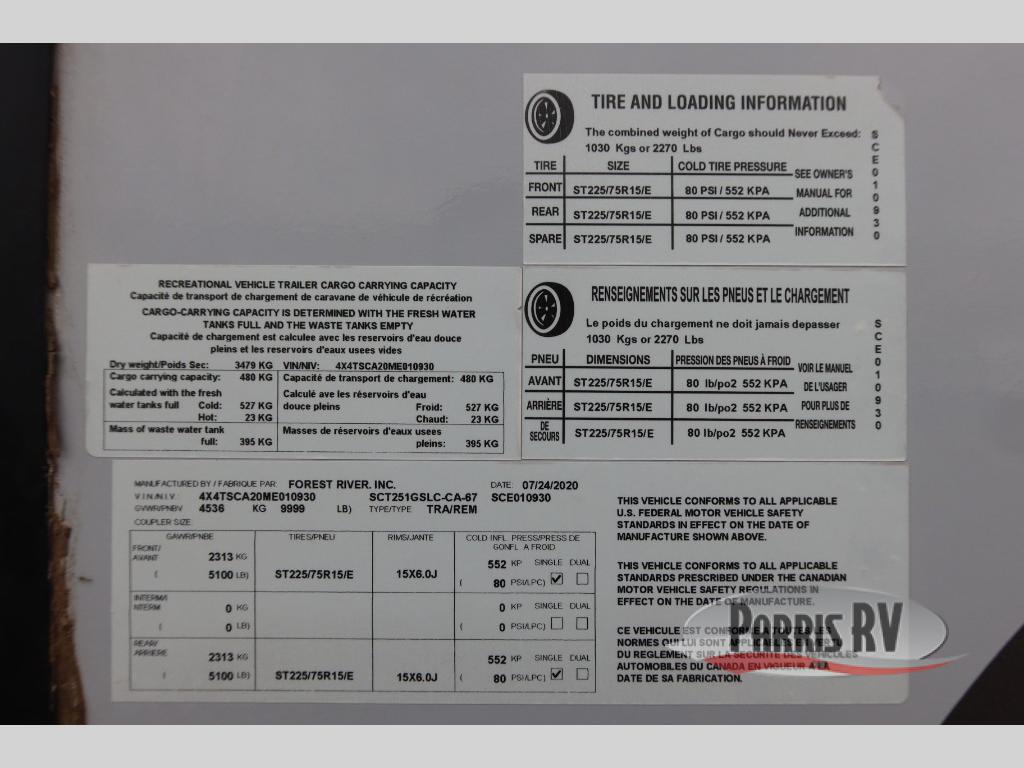 TIRE AND LOADING INFORMATION
The combined weight of Cargo should Never Exceed:
1030 Kgs or 2270 Lbs
TIRE SIZE COLD TIRE PRESSURE SEE OWNER'S
FRONT ST225/75R15/E 80 PSI / 552 KPA MANUAL FOR
REAR ST225/75R15/E 80 PSI / 552 KPA ADDITIONAL
SPARE ST225/75R15/E 80 PSI / 552 KPA INFORMATION
SCE010930
RENSEIGNEMENTS SUR LES PNEUS ET LE CHARGEMENT
Le poids du chargement ne doit jamais depasser
1030 Kgs or 2270 Lbs
PNEU DIMENSIONS PRESSION DES PNEUS À FROID VOIR LE MANUEL
AVANT ST225/75R15/E 80 lb/po2 552 KPA DE L'USAGER
ARRIÈRE ST225/75R15/E 80 lb/po2 552 KPA POUR PLUS DE
DE SECOURS ST225/75R15/E 80 lb/po2 552 KPA RENSEIGNEMENTS
SCE010930
RECREATIONAL VEHICLE TRAILER CARGO CARRYING CAPACITY
Capacité de transport de chargement de caravane de véhicule de récréation
CARGO-CARRYING CAPACITY IS DETERMINED WITH THE FRESH WATER
TANKS FULL AND THE WASTE TANKS EMPTY
Capacité de chargement est calculee avec les reservoirs d'eau douce
pleins et les reservoirs d'eaux usees vides
Dry weight/Poids Sec: 3479 KG VIN/NIV: 4X4TSCA20ME010930
Cargo carrying capacity: 480 KG Capacité de transport de chargement: 480 KG
Calculated with the fresh Calculé ave les réservoirs d'eau
water tanks full Cold: 527 KG douce pleins Froid: 527 KG
Hot: 23 KG Chaud: 23 KG
Mass of waste water tank Masses de réservoirs d'eaux usees
full: 395 KG pleins: 395 KG
MANUFACTURED BY / FABRIQUE PAR: FOREST RIVER. INC. DATE: 07/24/2020
V.I.N./N.I.V.: 4X4TSCA20ME010930 SCT251GSLC-CA-67 SCE010930
GVWR/PNBV 4536 KG 9999 LB) TYPE/TYPE TRA/REM
COUPLER SIZE
GAWR/PNBE TIRES/PNEU RIMS/JANTE COLD INFL. PRESS/PRESS DE
GONFL. A FROID
FRONT/
AVANT 2313 KG 552 KP SINGLE DUAL
( 5100 LB) ST225/75R15/E 15X6.0J ( 80 PSI/LPC)
INTERM/
INTERM 0 KG 0 KP SINGLE DUAL
( 0 LB) ( 0 PSI/LPC)
REAR/
ARRIERE 2313 KG 552 KP SINGLE DUAL
( 5100 LB) ST225/75R15/E 15X6.0J ( 80 PSI/LPC)
THIS VEHICLE CONFORMS TO ALL APPLICABLE
U.S. FEDERAL MOTOR VEHICLE SAFETY
STANDARDS IN EFFECT ON THE DATE OF
MANUFACTURE SHOWN ABOVE.
THIS VEHICLE CONFORMS TO ALL APPLICABLE
STANDARDS PRESCRIBED UNDER THE CANADIAN
MOTOR VEHICLE SAFETY REGULATIONS IN
EFFECT ON THE DATE OF MANUFACTURE.
CE VEHICULE EST CONFORME A TOUTES LES
NORMES QUI LUI SONT APPLICABLES EN VERTU
DU REGLEMENT SUR LA SECURITE DES VEHICULES
AUTOMOBILES DU CANADA EN VIGUEUR A LA
DATE DE SA FABRICATION.
PARRIS RV